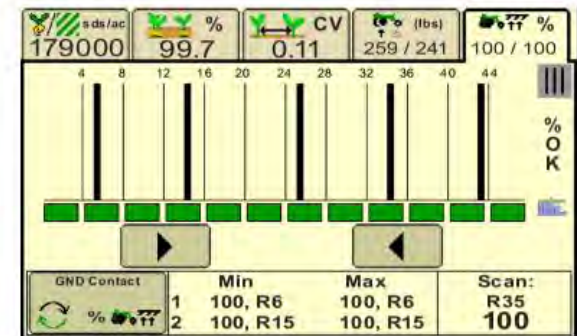 sds/ac % CV (lbs) %
179000 99.7 0.11 259 / 241 100 / 100
4 8 12 16 20 24 28 32 36 40 44
%
O
K
GND Contact Min Max Scan:
1 100, R6 100, R6 R35
% 2 100, R15 100, R15 100